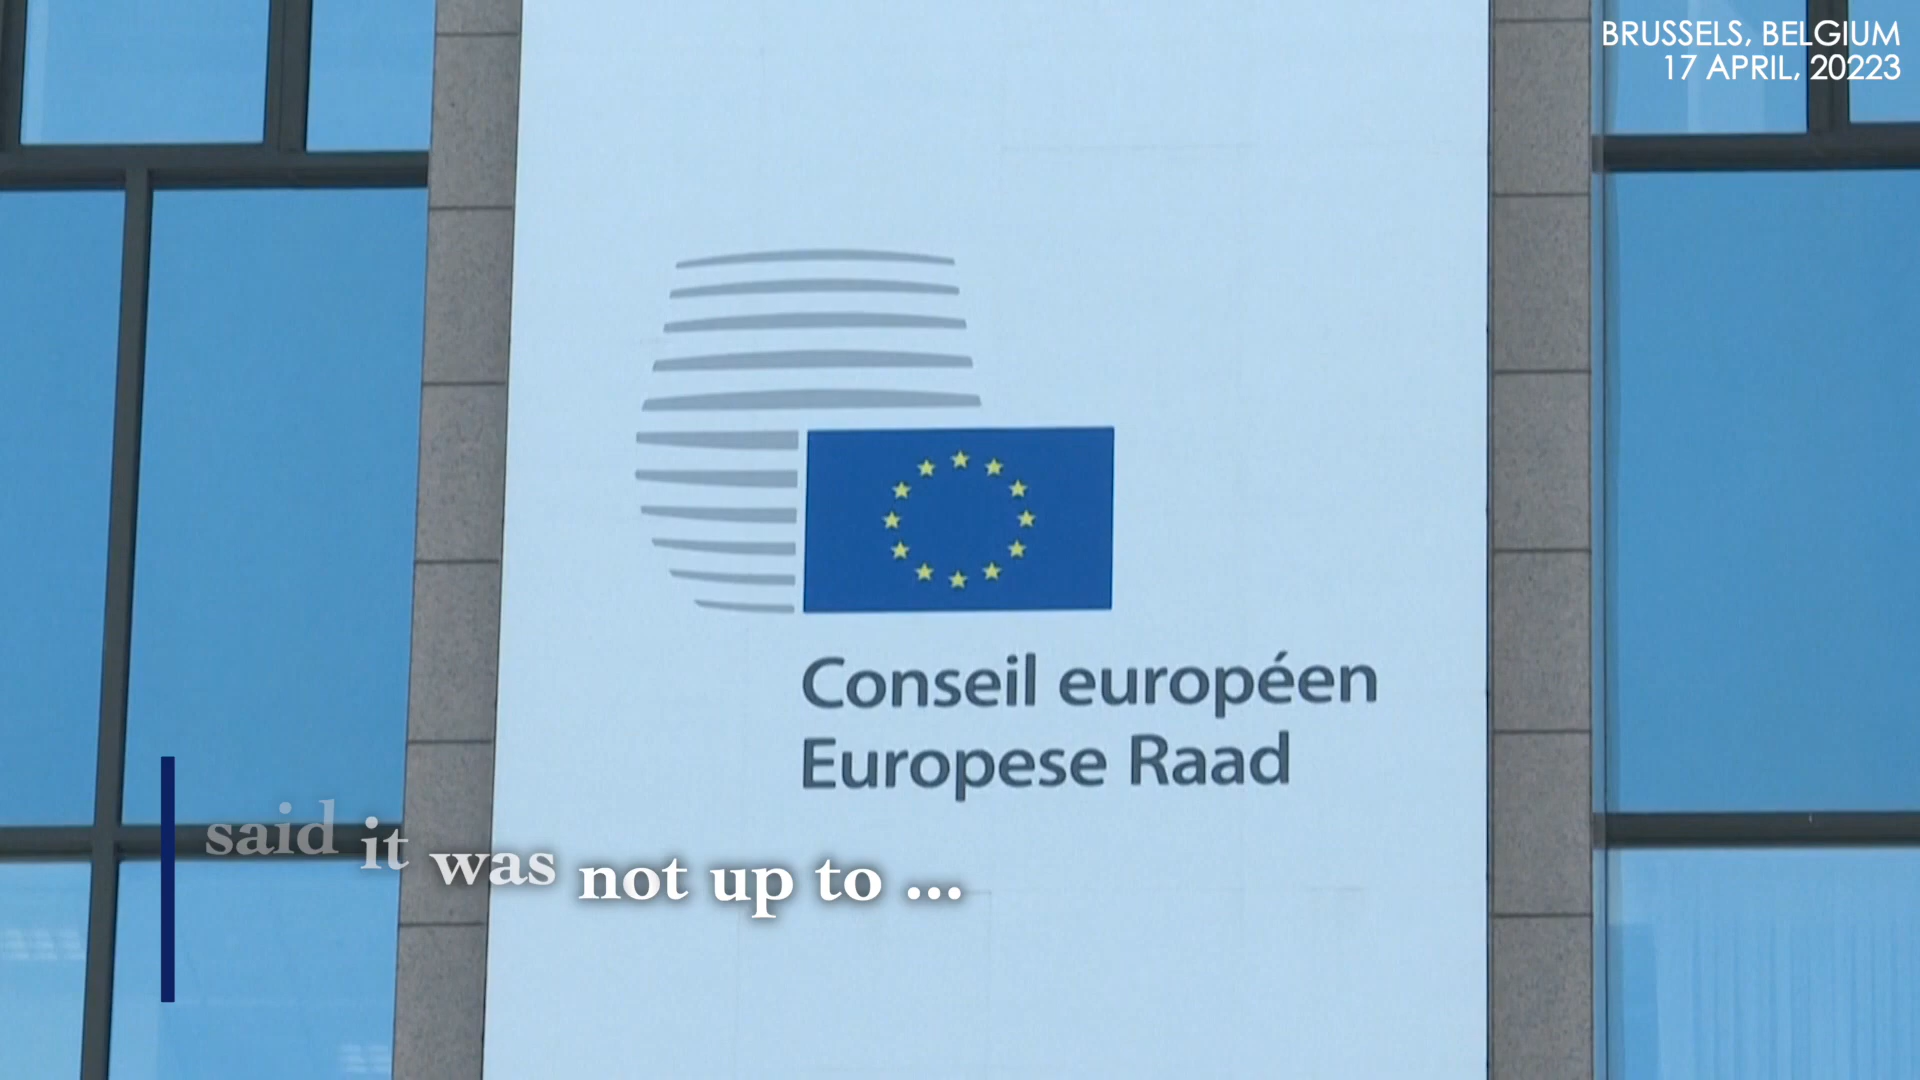 BRUSSELS, BELGIUM
17 APRIL, 20223
Conseil européen
Europese Raad
said it was not up to ...